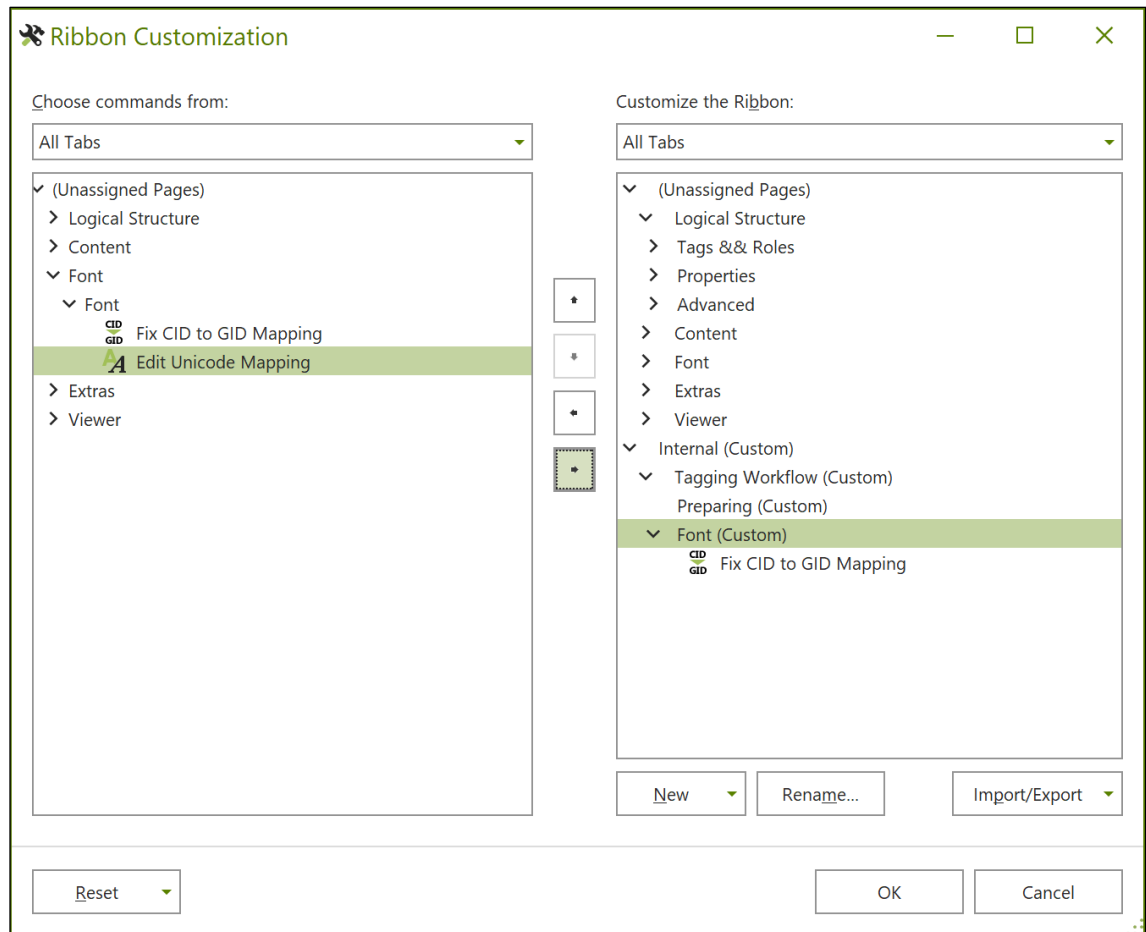 Ribbon Customization
Choose commands from:
All Tabs
(Unassigned Pages)
Logical Structure
Content
Font
Font
CID GID Fix CID to GID Mapping
AA Edit Unicode Mapping
Extras
Viewer
Customize the Ribbon:
All Tabs
(Unassigned Pages)
Logical Structure
Tags && Roles
Properties
Advanced
Content
Font
Extras
Viewer
Internal (Custom)
Tagging Workflow (Custom)
Preparing (Custom)
Font (Custom)
CID GID Fix CID to GID Mapping
New
Rename...
Import/Export
Reset
OK
Cancel